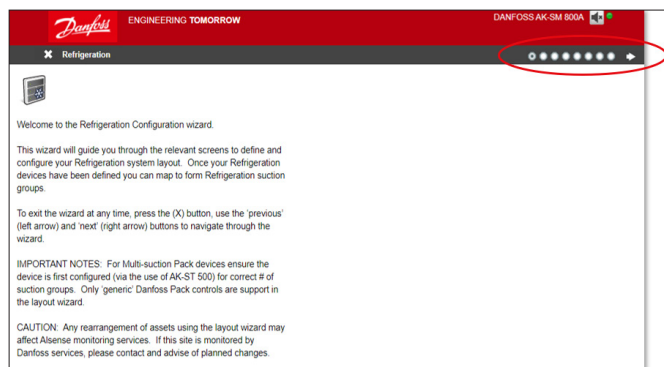 Danfoss
ENGINEERING TOMORROW
DANFOSS AK-SM 800A
X Refrigeration
Welcome to the Refrigeration Configuration wizard.
This wizard will guide you through the relevant screens to define and
configure your Refrigeration system layout. Once your Refrigeration
devices have been defined you can map to form Refrigeration suction
groups.
To exit the wizard at any time, press the (X) button, use the 'previous'
(left arrow) and 'next' (right arrow) buttons to navigate through the
wizard.
IMPORTANT NOTES: For Multi-suction Pack devices ensure the
device is first configured (via the use of AK-ST 500) for correct # of
suction groups. Only 'generic' Danfoss Pack controls are support in
the layout wizard.
CAUTION: Any rearrangement of assets using the layout wizard may
affect Alsense monitoring services. If this site is monitored by
Danfoss services, please contact and advise of planned changes.